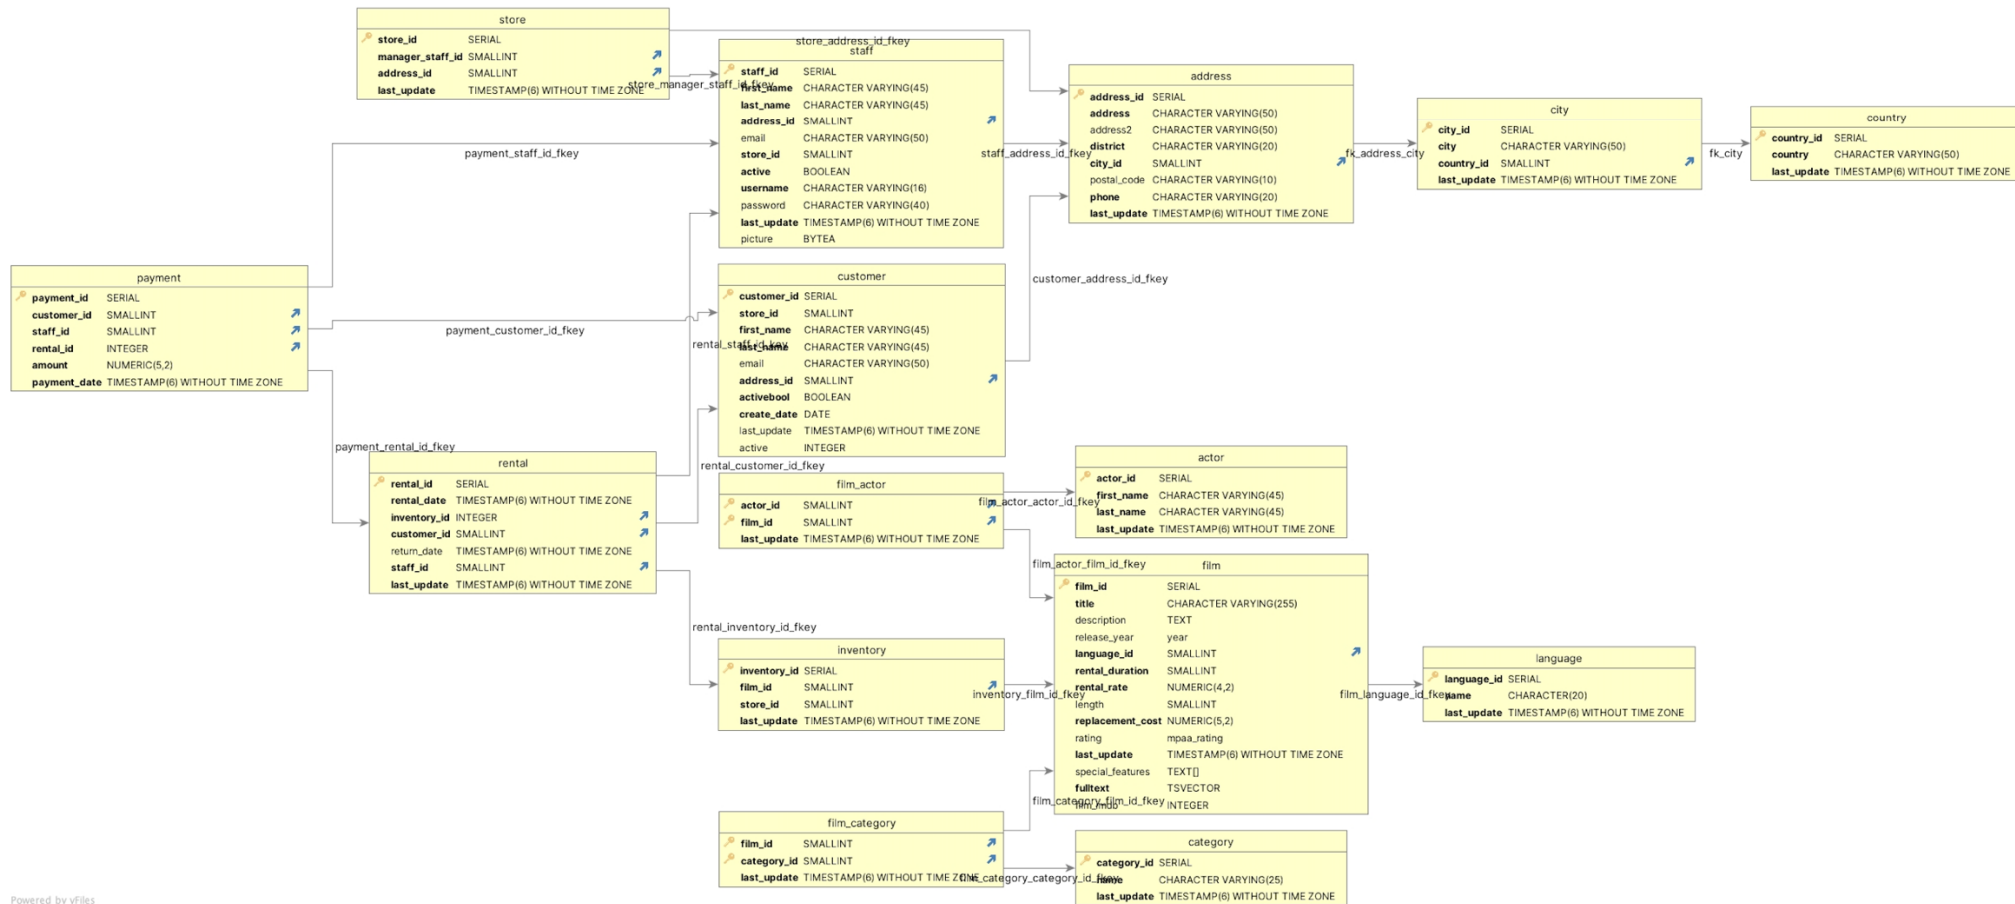 store
store_id SERIAL
manager_staff_id SMALLINT
address_id SMALLINT
last_update TIMESTAMP(6) WITHOUT TIME ZONE
store_address_id_fkey
store_manager_staff_id_fkey
staff
staff_id SERIAL
first_name CHARACTER VARYING(45)
last_name CHARACTER VARYING(45)
address_id SMALLINT
email CHARACTER VARYING(50)
store_id SMALLINT
active BOOLEAN
username CHARACTER VARYING(16)
password CHARACTER VARYING(40)
last_update TIMESTAMP(6) WITHOUT TIME ZONE
picture BYTEA
staff_address_id_fkey
address
address_id SERIAL
address CHARACTER VARYING(50)
address2 CHARACTER VARYING(50)
district CHARACTER VARYING(20)
city_id SMALLINT
postal_code CHARACTER VARYING(10)
phone CHARACTER VARYING(20)
last_update TIMESTAMP(6) WITHOUT TIME ZONE
fk_address_city
city
city_id SERIAL
city CHARACTER VARYING(50)
country_id SMALLINT
last_update TIMESTAMP(6) WITHOUT TIME ZONE
fk_city
country
country_id SERIAL
country CHARACTER VARYING(50)
last_update TIMESTAMP(6) WITHOUT TIME ZONE
payment_staff_id_fkey
payment
payment_id SERIAL
customer_id SMALLINT
staff_id SMALLINT
rental_id INTEGER
amount NUMERIC(5,2)
payment_date TIMESTAMP(6) WITHOUT TIME ZONE
payment_customer_id_fkey
payment_rental_id_fkey
customer
customer_id SERIAL
store_id SMALLINT
first_name CHARACTER VARYING(45)
last_name CHARACTER VARYING(45)
email CHARACTER VARYING(50)
address_id SMALLINT
activebool BOOLEAN
create_date DATE
last_update TIMESTAMP(6) WITHOUT TIME ZONE
active INTEGER
customer_address_id_fkey
rental_staff_id_key
rental_customer_id_fkey
rental
rental_id SERIAL
rental_date TIMESTAMP(6) WITHOUT TIME ZONE
inventory_id INTEGER
customer_id SMALLINT
return_date TIMESTAMP(6) WITHOUT TIME ZONE
staff_id SMALLINT
last_update TIMESTAMP(6) WITHOUT TIME ZONE
rental_inventory_id_fkey
film_actor
actor_id SMALLINT
film_id SMALLINT
last_update TIMESTAMP(6) WITHOUT TIME ZONE
film_actor_actor_id_fkey
film_actor_film_id_fkey
actor
actor_id SERIAL
first_name CHARACTER VARYING(45)
last_name CHARACTER VARYING(45)
last_update TIMESTAMP(6) WITHOUT TIME ZONE
film
film_id SERIAL
title CHARACTER VARYING(255)
description TEXT
release_year year
language_id SMALLINT
rental_duration SMALLINT
rental_rate NUMERIC(4,2)
length SMALLINT
replacement_cost NUMERIC(5,2)
rating mpaa_rating
last_update TIMESTAMP(6) WITHOUT TIME ZONE
special_features TEXT[]
fulltext TSVECTOR
INTEGER
film_language_id_fkey
language
language_id SERIAL
name CHARACTER(20)
last_update TIMESTAMP(6) WITHOUT TIME ZONE
inventory
inventory_id SERIAL
film_id SMALLINT
store_id SMALLINT
last_update TIMESTAMP(6) WITHOUT TIME ZONE
inventory_film_id_fkey
film_category_film_id_fkey
film_category
film_id SMALLINT
category_id SMALLINT
last_update TIMESTAMP(6) WITHOUT TIME ZONE
film_category_category_id_fkey
category
category_id SERIAL
name CHARACTER VARYING(25)
last_update TIMESTAMP(6) WITHOUT TIME ZONE
Powered by yFiles